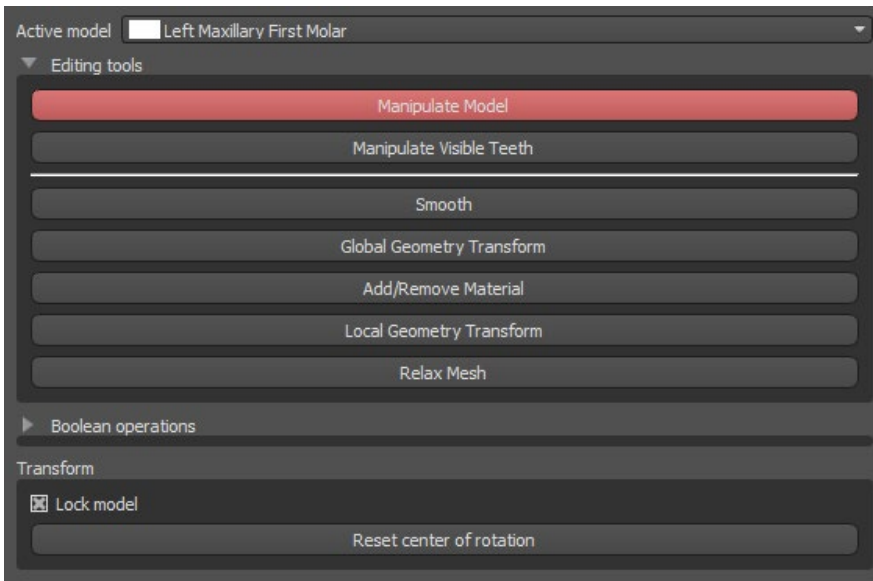 Active model Left Maxillary First Molar
Editing tools
Manipulate Model
Manipulate Visible Teeth
Smooth
Global Geometry Transform
Add/Remove Material
Local Geometry Transform
Relax Mesh
Boolean operations
Transform
Lock model
Reset center of rotation